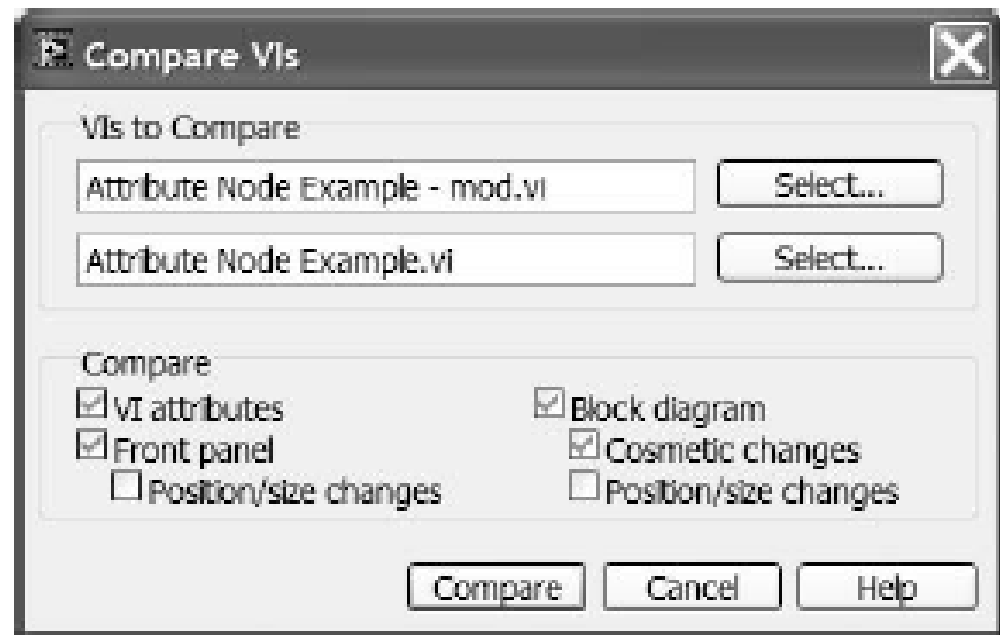 Compare VIs
VIs to Compare
Attribute Node Example - mod.vi
Select...
Attribute Node Example.vi
Select...
Compare
VI attributes
Block diagram
Front panel
Cosmetic changes
Position/size changes
Position/size changes
Compare
Cancel
Help